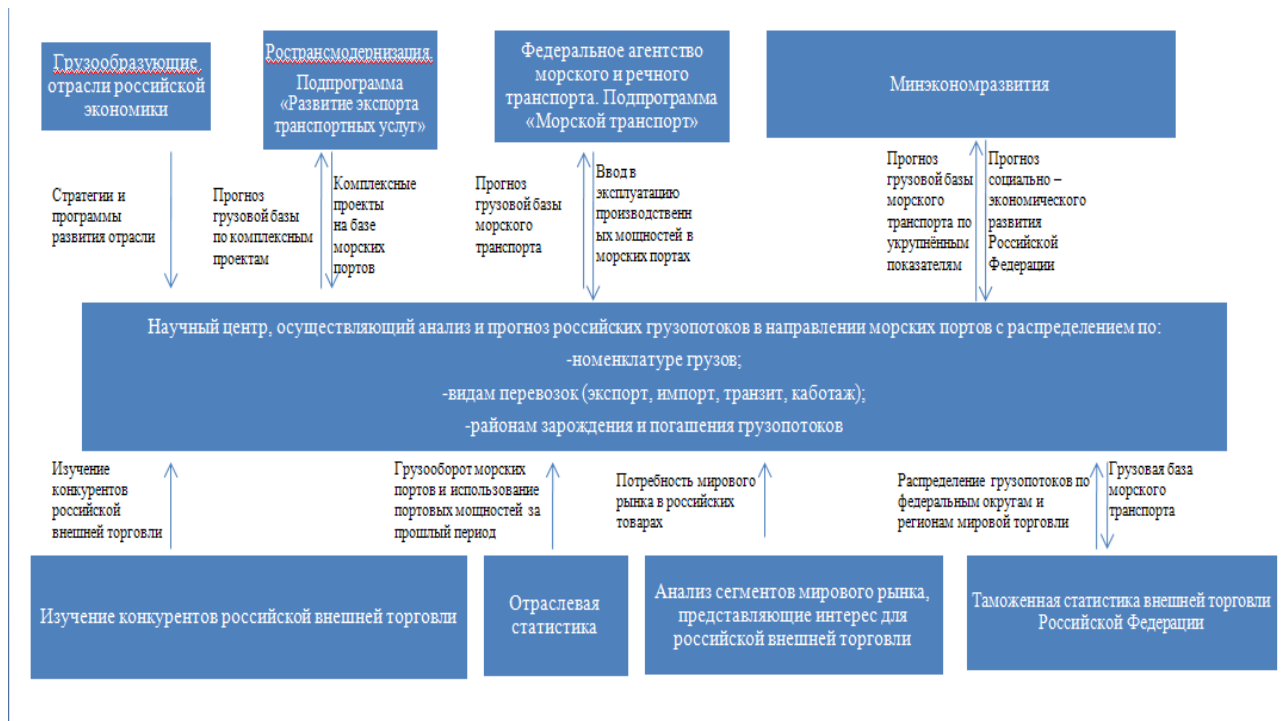 Грузообразующие
отрасли российской
экономики
Ространсмодернизация.
Подпрограмма
«Развитие экспорта
транспортных услуг»
Федеральное агентство
морского и речного
транспорта. Подпрограмма
«Морской транспорт»
Минэкономразвития
Стратегии и
программы
развития отрасли
Прогноз
грузовой базы
по комплексным
проектам
Комплексные
проекты
на базе
морских
портов
Прогноз
грузовой базы
морского
транспорта
Ввод в
эксплуатацию
производственн
ых мощностей в
морских портах
Прогноз
грузовой базы
морского
транспорта по
укрупнённым
показателям
Прогноз
социально –
экономического
развития
Российской
Федерации
Научный центр, осуществляющий анализ и прогноз российских грузопотоков в направлении морских портов с распределением по:
-номенклатуре грузов;
-видам перевозок (экспорт, импорт, транзит, каботаж);
-районам зарождения и погашения грузопотоков
Изучение
конкурентов
российской
внешней торговли
Грузооборот морских
портов и использование
портовых мощностей за
прошлый период
Потребность мирового
рынка в российских
товарах
Распределение грузопотоков по
федеральным округам и
регионам мировой торговли
Грузовая база
морского
транспорта
Изучение конкурентов российской внешней торговли
Отраслевая
статистика
Анализ сегментов мирового рынка,
представляющие интерес для
российской внешней торговли
Таможенная статистика внешней торговли
Российской Федерации